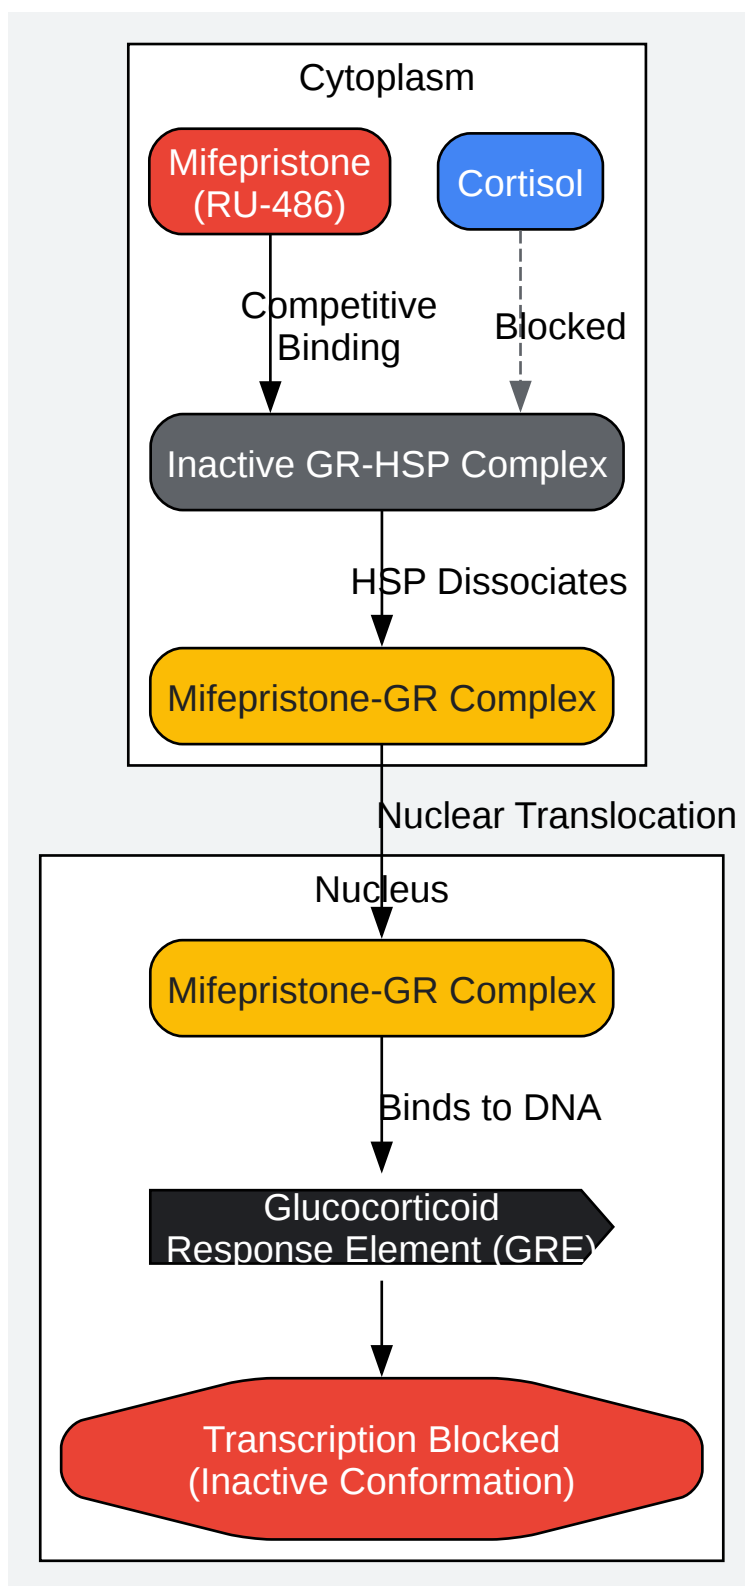 Cytoplasm
Mifepristone
(RU-486)
Cortisol
Competitive
Binding
Blocked
Inactive GR-HSP Complex
HSP Dissociates
Mifepristone-GR Complex
Nuclear Translocation
Nucleus
Mifepristone-GR Complex
Binds to DNA
Glucocorticoid
Response Element (GRE)
Transcription Blocked
(Inactive Conformation)